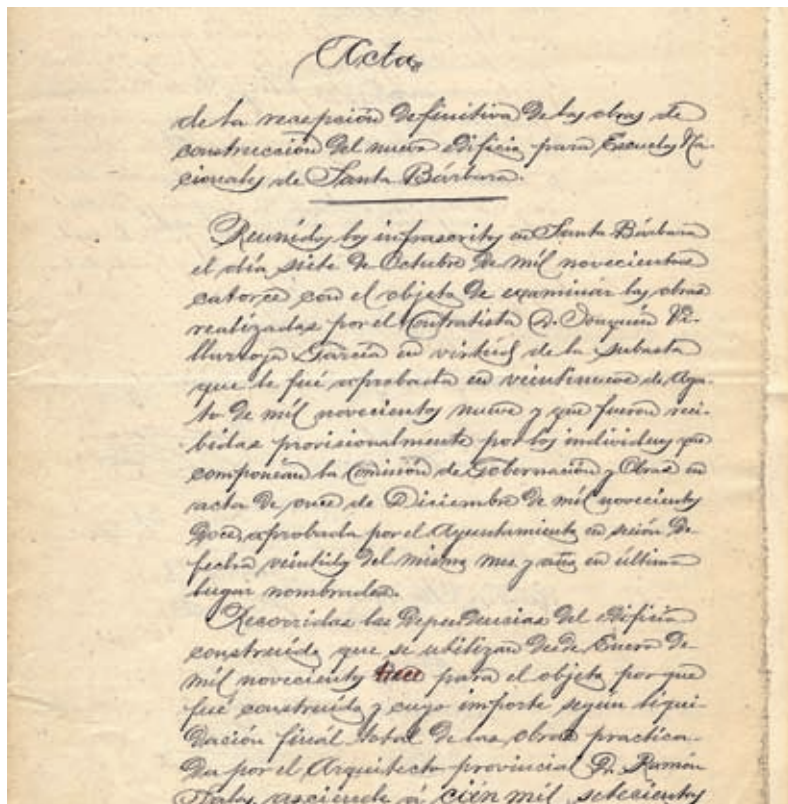 Acta
de la recepción definitiva de las obras de
construcción del nuevo edificio para Escuelas Na-
cionales de Santa Bárbara.
Reunidos los infrascritos en Santa Bárbara
el día siete de Octubre de mil novecientos
catorce con el objeto de examinar las obras
realizadas por el Contratista D. Joaquín Vi-
llarroya García en virtud de la subasta
que le fué aprobada en veintinueve de Agos-
to de mil novecientos nueve y que fueron reci-
bidas provisionalmente por los individuos que
componían la Comisión de Gobernación y Obras en
acta de once de Diciembre de mil novecientos
doce, aprobada por el Ayuntamiento en sesión de
fecha veintidos del mismo mes y año en último
lugar nombrados.
Recorridas las dependencias del edificio
construido que se utilizan desde Enero de
mil novecientos trece para el objeto por que
fué construido y cuyo importe según liqui-
dación final total de las obras practica-
da por el Arquitecto provincial D. Ramón
Salas, asciende á cién mil setecientos